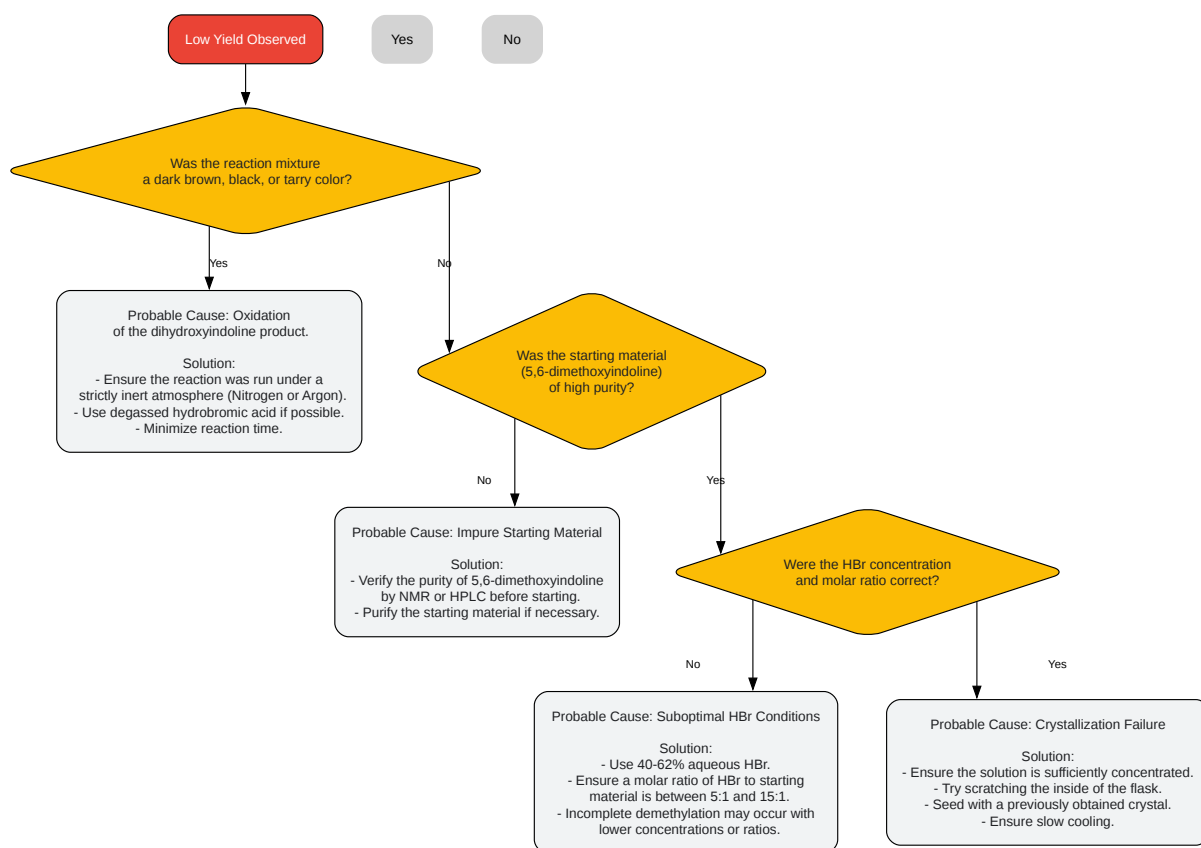 Low Yield Observed
Yes
No
Was the reaction mixture
a dark brown, black, or tarry color?
Yes
No
Probable Cause: Oxidation
of the dihydroxyindoline product.
Solution:
- Ensure the reaction was run under a
strictly inert atmosphere (Nitrogen or Argon).
- Use degassed hydrobromic acid if possible.
- Minimize reaction time.
Was the starting material
(5,6-dimethoxyindoline)
of high purity?
No
Yes
Probable Cause: Impure Starting Material
Solution:
- Verify the purity of 5,6-dimethoxyindoline
by NMR or HPLC before starting.
- Purify the starting material if necessary.
Were the HBr concentration
and molar ratio correct?
No
Yes
Probable Cause: Suboptimal HBr Conditions
Solution:
- Use 40-62% aqueous HBr.
- Ensure a molar ratio of HBr to starting
material is between 5:1 and 15:1.
- Incomplete demethylation may occur with
lower concentrations or ratios.
Probable Cause: Crystallization Failure
Solution:
- Ensure the solution is sufficiently concentrated.
- Try scratching the inside of the flask.
- Seed with a previously obtained crystal.
- Ensure slow cooling.